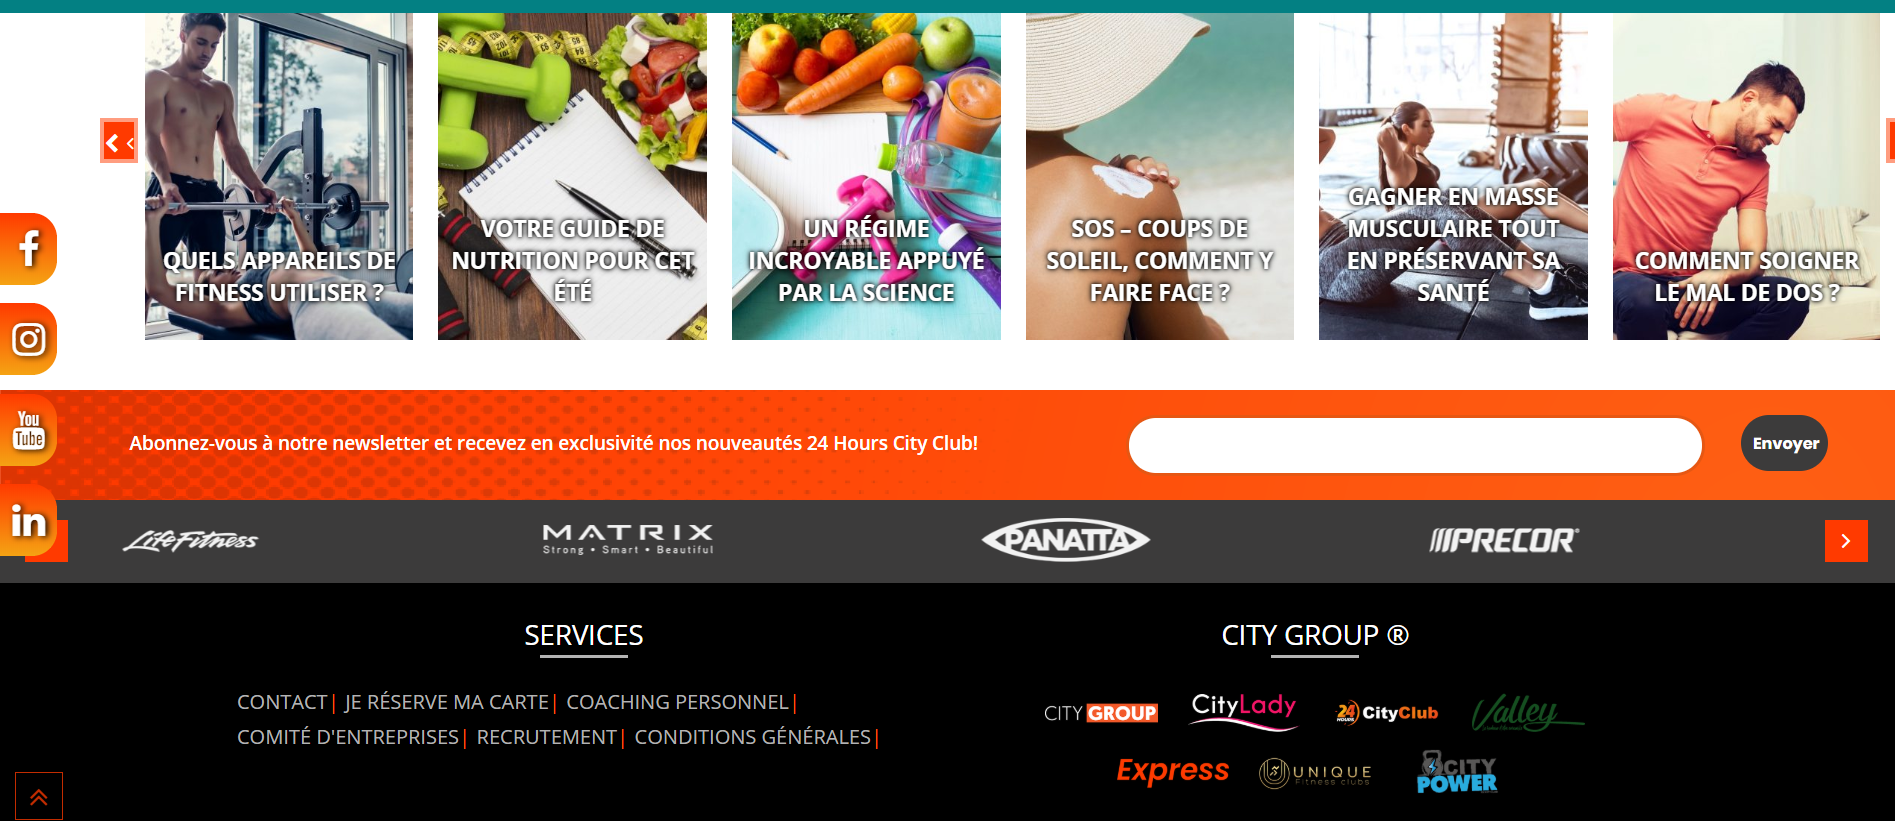 QUELS APPAREILS DE
FITNESS UTILISER ?
VOTRE GUIDE DE
NUTRITION POUR CET
ÉTÉ
UN RÉGIME
INCROYABLE APPUYÉ
PAR LA SCIENCE
SOS – COUPS DE
SOLEIL, COMMENT Y
FAIRE FACE ?
GAGNER EN MASSE
MUSCULAIRE TOUT
EN PRÉSERVANT SA
SANTÉ
COMMENT SOIGNER
LE MAL DE DOS ?
You
Tube
in
Abonnez-vous à notre newsletter et recevez en exclusivité nos nouveautés 24 Hours City Club!
Envoyer
LifeFitness
MATRIX
Strong • Smart • Beautiful
PANATTA
PRECOR
SERVICES
CONTACT| JE RÉSERVE MA CARTE| COACHING PERSONNEL|
COMITÉ D'ENTREPRISES| RECRUTEMENT| CONDITIONS GÉNÉRALES|
CITY GROUP ®
CITY GROUP
CityLady
24 HOURS CityClub
Valley
Express
UNIQUE
Fitness clubs
CITY
POWER